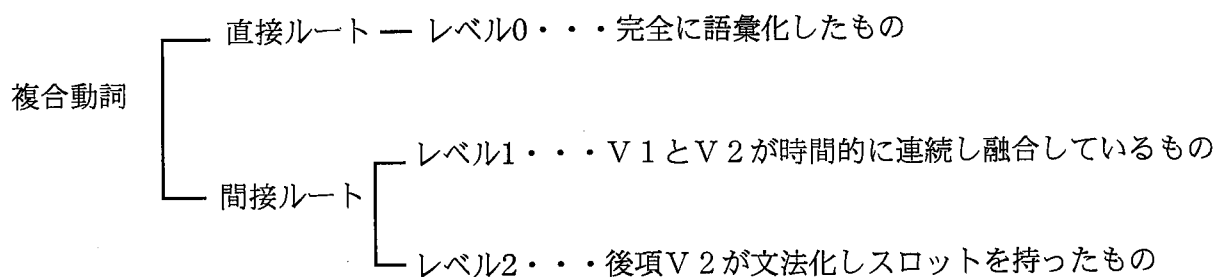 直接ルート ― レベル0・・・完全に語彙化したもの
複合動詞
レベル1・・・V1とV2が時間的に連続し融合しているもの
間接ルート
レベル2・・・後項V2が文法化しスロットを持ったもの